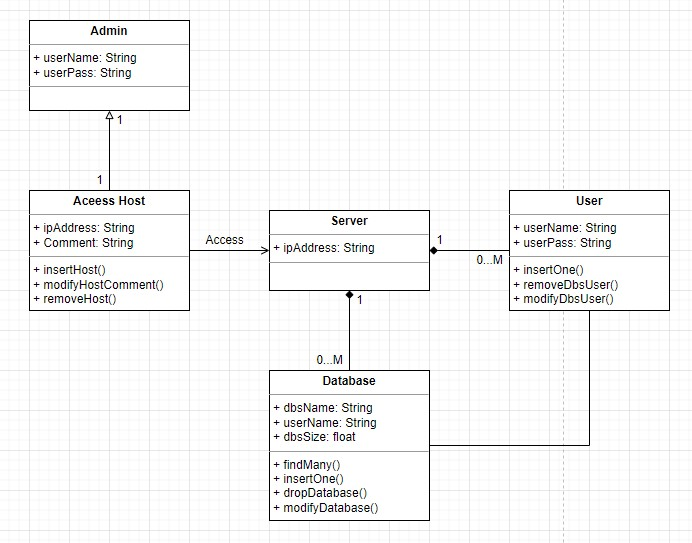 Admin
+ userName: String
+ userPass: String
1
1
Aceess Host
+ ipAddress: String
+ Comment: String
+ insertHost()
+ modifyHostComment()
+ removeHost()
Access
Server
+ ipAddress: String
1
0...M
User
+ userName: String
+ userPass: String
+ insertOne()
+ removeDbsUser()
+ modifyDbsUser()
1
0...M
Database
+ dbsName: String
+ userName: String
+ dbsSize: float
+ findMany()
+ insertOne()
+ dropDatabase()
+ modifyDatabase()